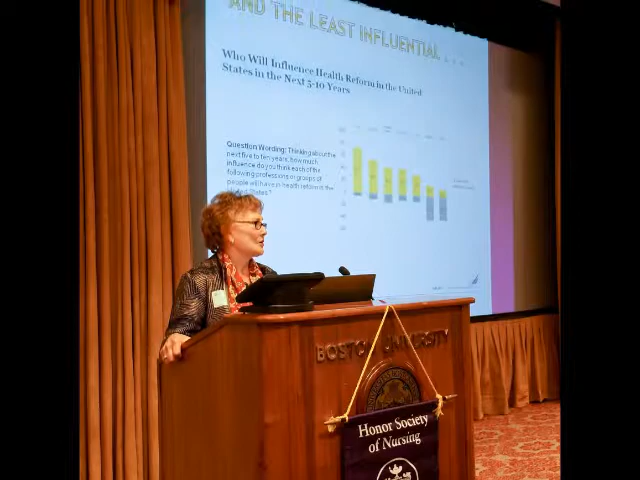 AND THE LEAST INFLUENTIAL . . .
Who Will Influence Health Reform in the United
States in the Next 5-10 Years
Question Wording: Thinking about the
next five to ten years, how much
influence do you think each of the
following professions or groups of
people will have in health reform in the
United States?
BOSTON UNIVERSITY
Honor Society
of Nursing